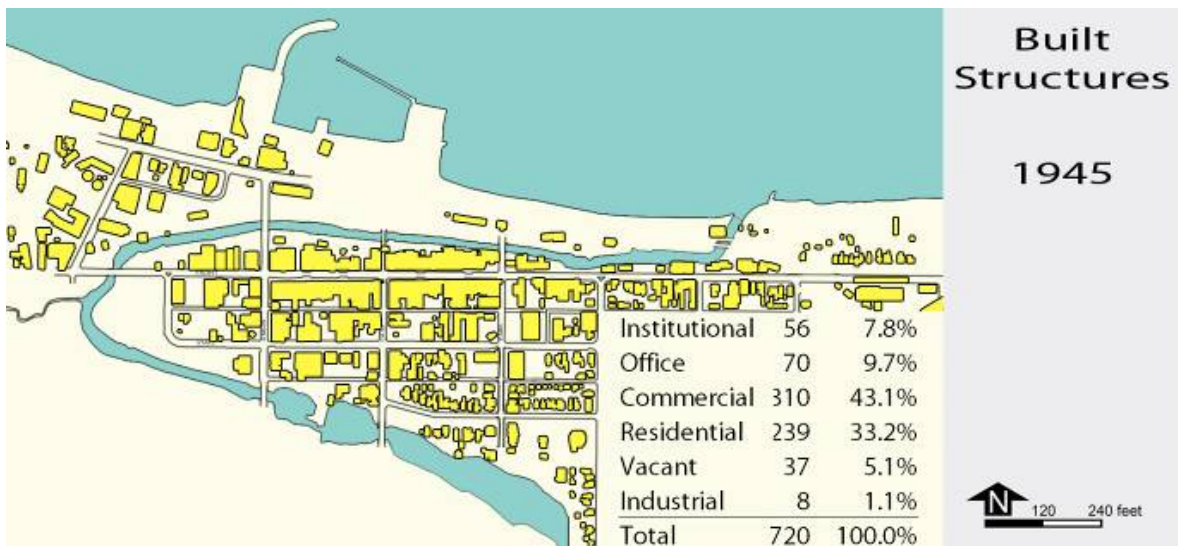 Built
Structures
1945
Institutional 56 7.8%
Office 70 9.7%
Commercial 310 43.1%
Residential 239 33.2%
Vacant 37 5.1%
Industrial 8 1.1%
Total 720 100.0%
N
120 240 feet